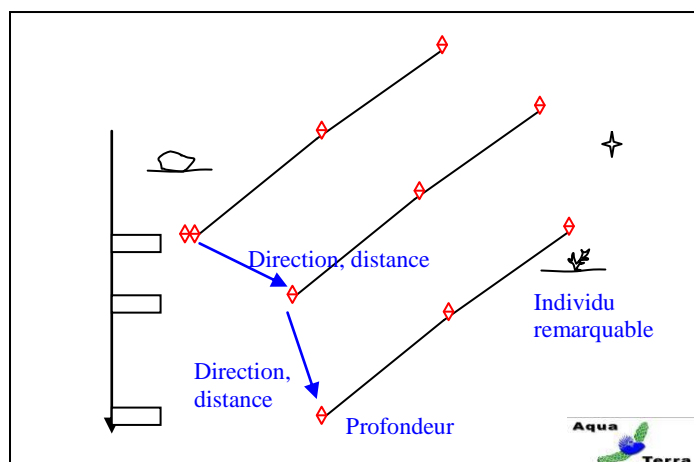 Direction, distance
Individu
remarquable
Direction,
distance
Profondeur
Aqua
Terra